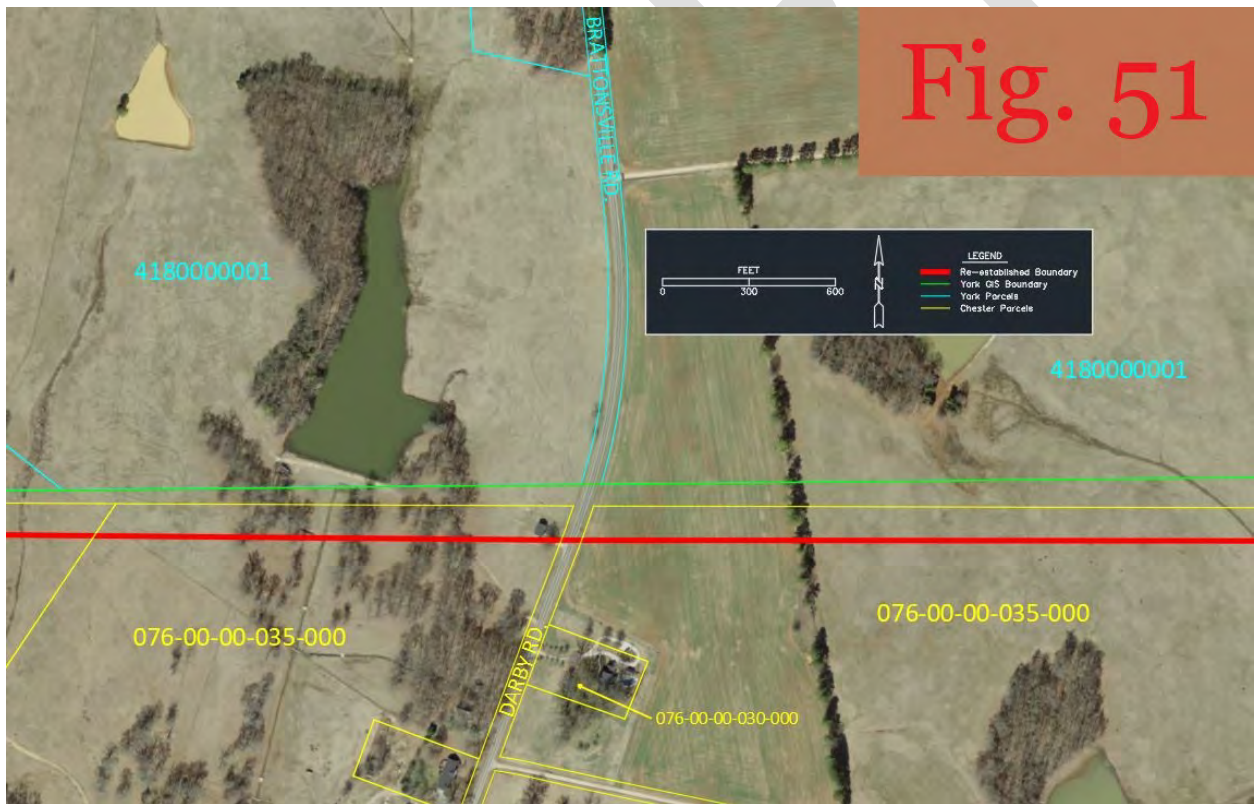 Fig. 51
BRATTONSVILLE RD.
4180000001
FEET
0 300 600
N
LEGEND
Re-established Boundary
York GIS Boundary
York Parcels
Chester Parcels
4180000001
076-00-00-035-000
076-00-00-035-000
DARBY RD.
076-00-00-030-000